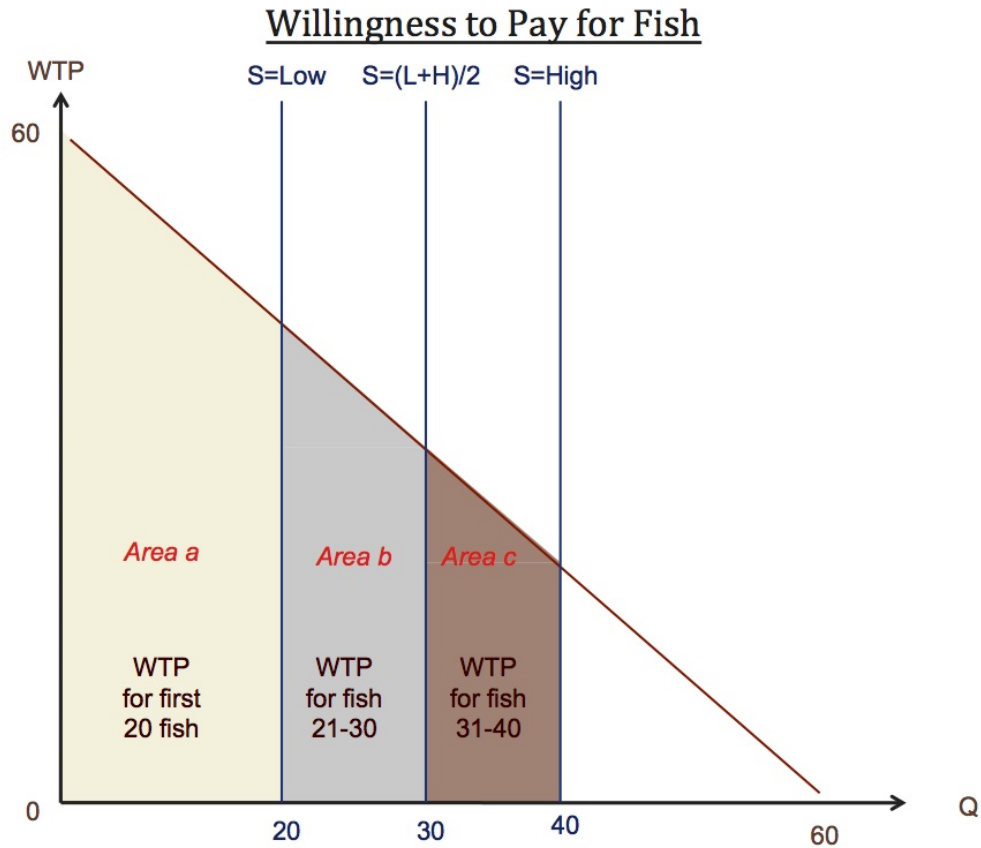 Willingness to Pay for Fish
WTP
S=Low
S=(L+H)/2
S=High
60
Area a
Area b
Area c
WTP
for first
20 fish
WTP
for fish
21-30
WTP
for fish
31-40
0
20
30
40
60
Q